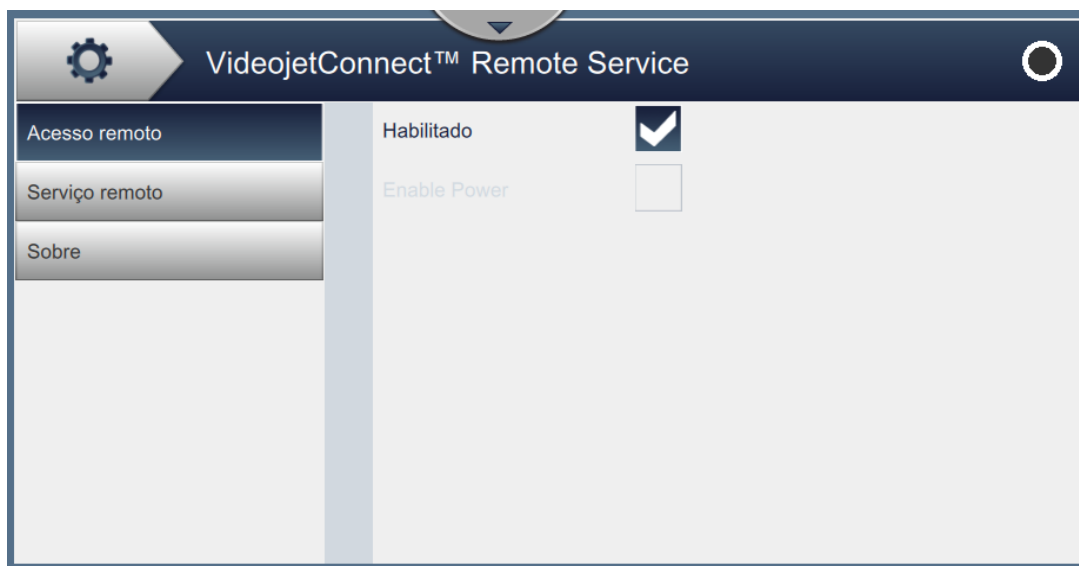 VideojetConnect™ Remote Service
Acesso remoto
Serviço remoto
Sobre
Habilitado
Enable Power